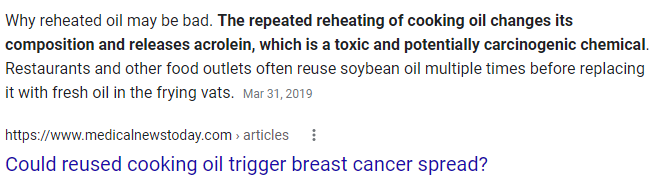 Why reheated oil may be bad. The repeated reheating of cooking oil changes its
composition and releases acrolein, which is a toxic and potentially carcinogenic chemical.
Restaurants and other food outlets often reuse soybean oil multiple times before replacing
it with fresh oil in the frying vats. Mar 31, 2019
https://www.medicalnewstoday.com › articles
Could reused cooking oil trigger breast cancer spread?